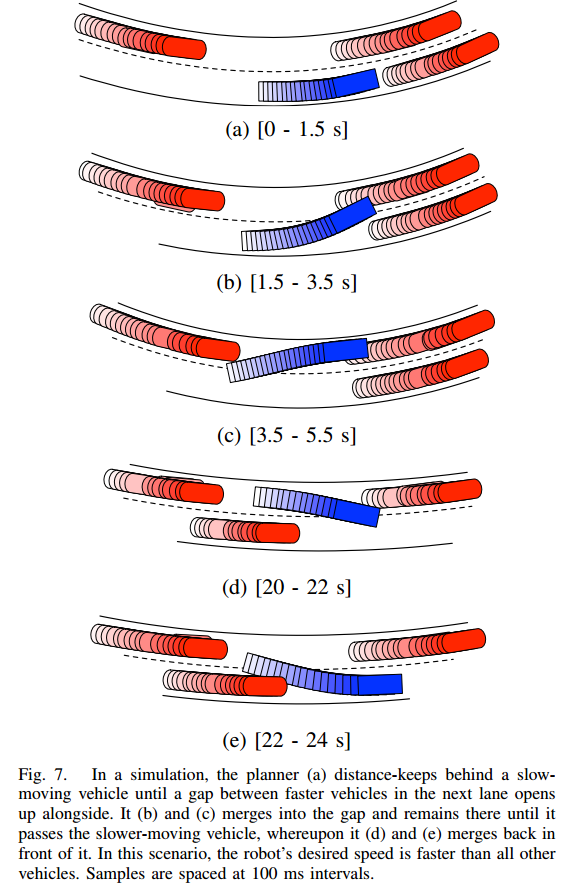 (a) [0 - 1.5 s]
(b) [1.5 - 3.5 s]
(c) [3.5 - 5.5 s]
(d) [20 - 22 s]
(e) [22 - 24 s]
Fig. 7. In a simulation, the planner (a) distance-keeps behind a slow-
moving vehicle until a gap between faster vehicles in the next lane opens
up alongside. It (b) and (c) merges into the gap and remains there until it
passes the slower-moving vehicle, whereupon it (d) and (e) merges back in
front of it. In this scenario, the robot's desired speed is faster than all other
vehicles. Samples are spaced at 100 ms intervals.